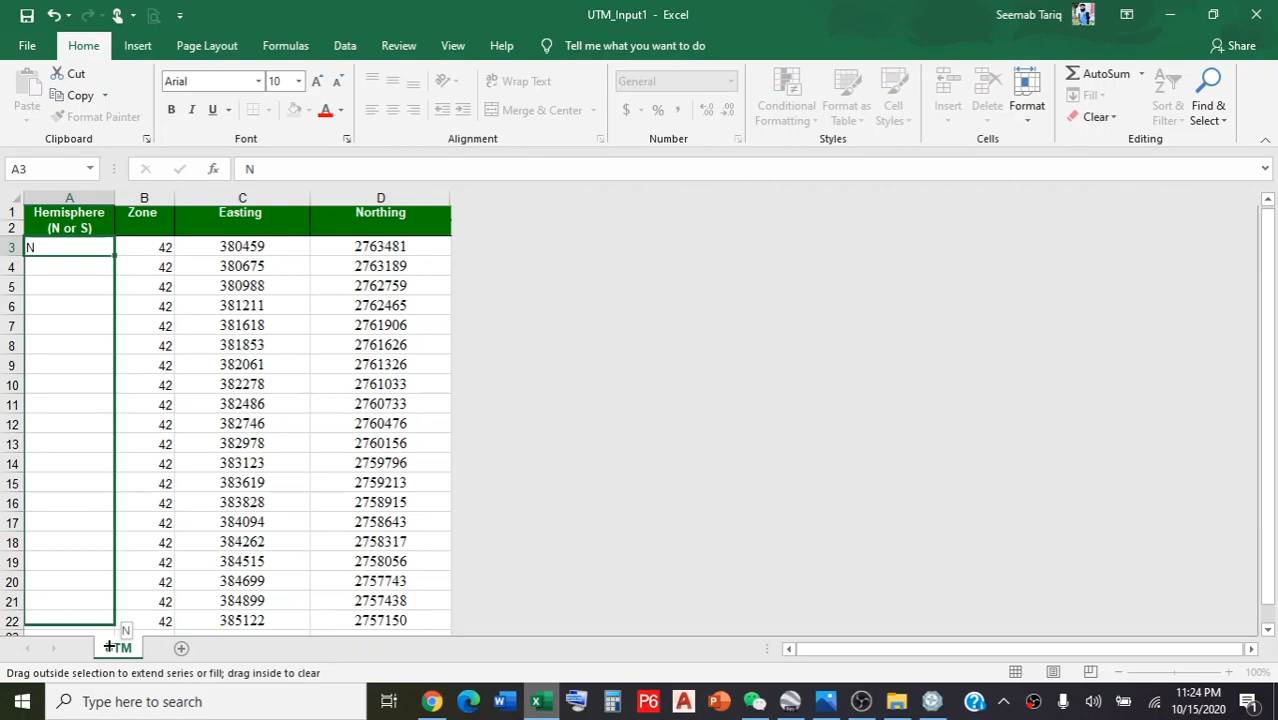 UTM_Input1 - Excel
Seemab Tariq
File Home Insert Page Layout Formulas Data Review View Help Tell me what you want to do Share
Paste
Cut
Copy
Format Painter
Clipboard
Arial 10
B I U A
Font
Wrap Text
Merge & Center
Alignment
General
$ % ,
Number
Conditional Formatting
Format as Table
Cell Styles
Styles
Insert
Delete
Format
Cells
AutoSum
Fill
Clear
Sort & Filter
Find & Select
Editing
A3 fx N
A B C D
1 Hemisphere Zone Easting Northing
2 (N or S)
3 N 42 380459 2763481
4 42 380675 2763189
5 42 380988 2762759
6 42 381211 2762465
7 42 381618 2761906
8 42 381853 2761626
9 42 382061 2761326
10 42 382278 2761033
11 42 382486 2760733
12 42 382746 2760476
13 42 382978 2760156
14 42 383123 2759796
15 42 383619 2759213
16 42 383828 2758915
17 42 384094 2758643
18 42 384262 2758317
19 42 384515 2758056
20 42 384699 2757743
21 42 384899 2757438
22 42 385122 2757150
N
Drag outside selection to extend series or fill; drag inside to clear
100%
Type here to search
P6
11:24 PM
10/15/2020
1